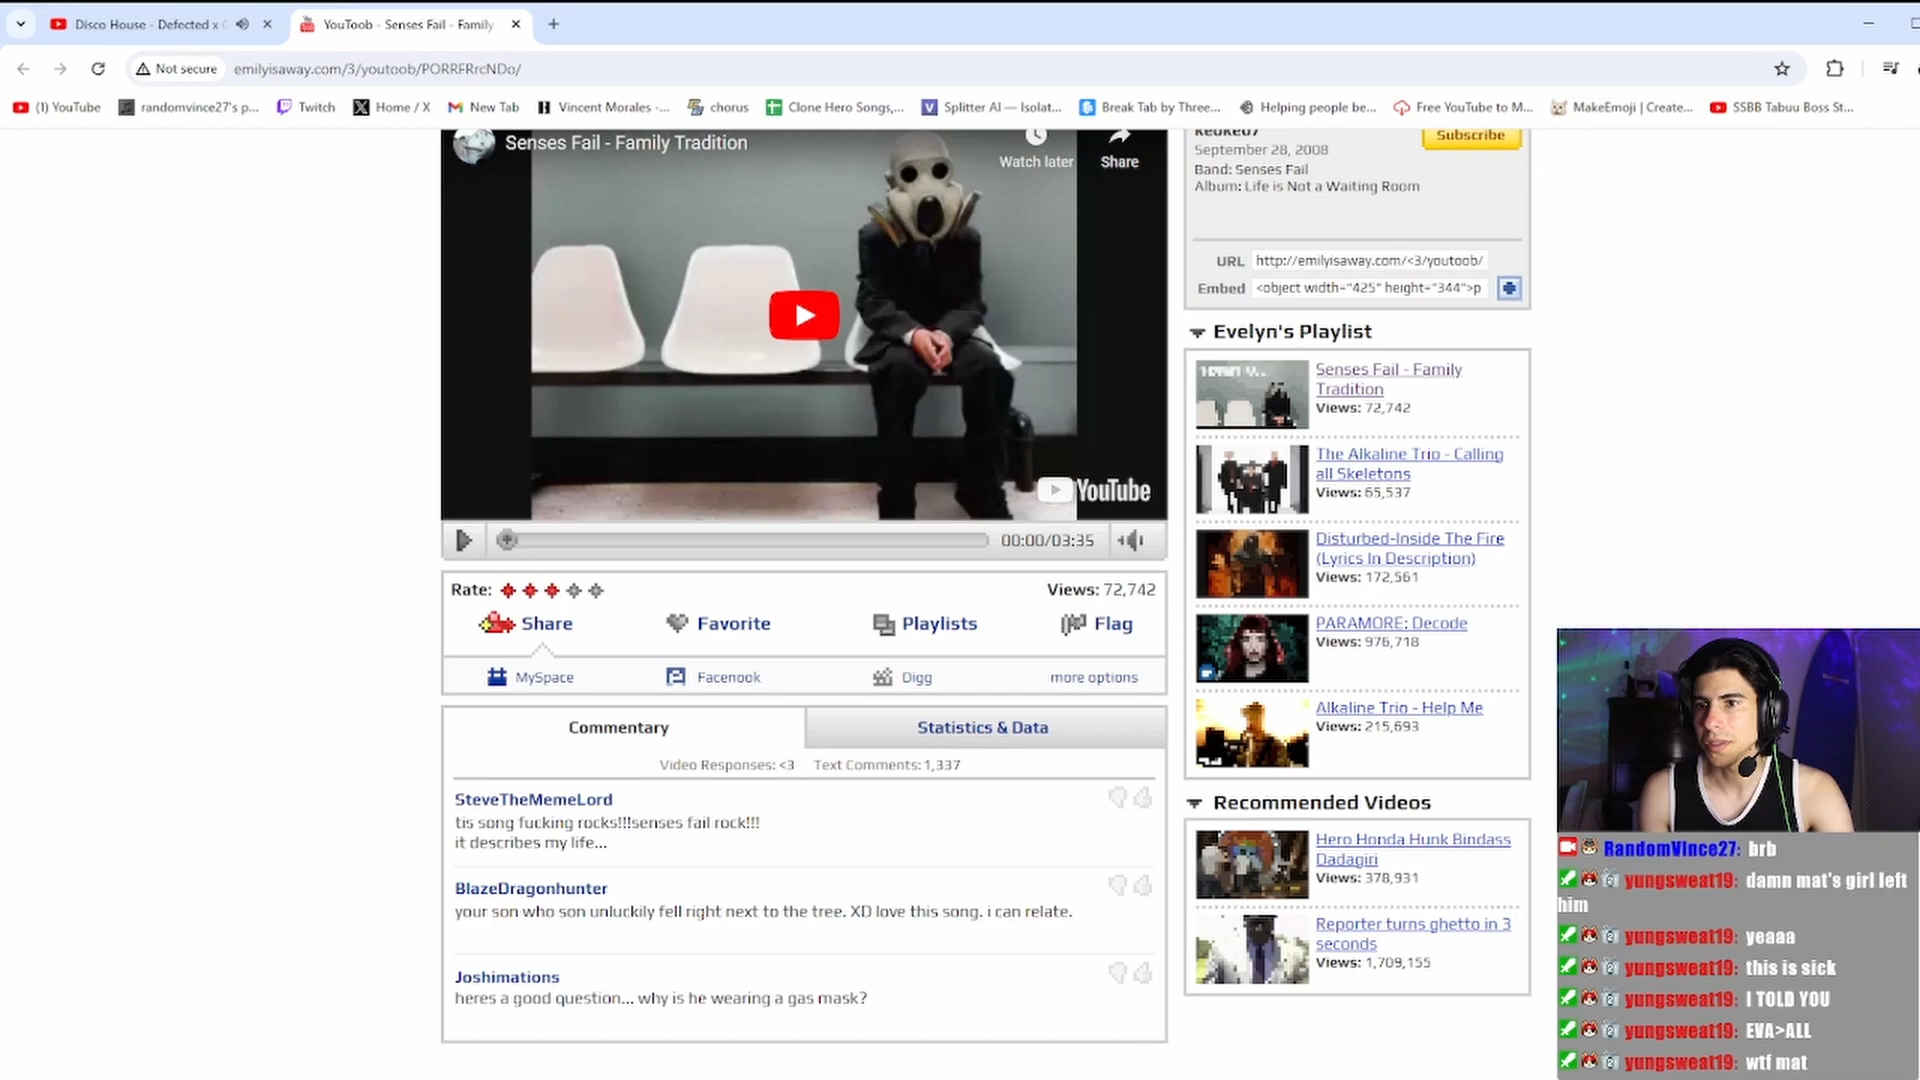 Disco House - Defected x
YouToob - Senses Fail - Family
Not secure
emilyisaway.com/3/youtoob/PORRFRrcNDo/
(1) YouTube
randomvince27's p...
Twitch
Home / X
New Tab
Vincent Morales -...
chorus
Clone Hero Songs,...
Splitter AI — Isolat...
Break Tab by Three...
Helping people be...
Free YouTube to M...
MakeEmoji | Create...
SSBB Tabuu Boss St...
Senses Fail - Family Tradition
Watch later
Share
YouTube
00:00/03:35
Rate:
Views: 72,742
Share
Favorite
Playlists
Flag
MySpace
Facenook
Digg
more options
Commentary
Statistics & Data
Video Responses: <3 Text Comments: 1,337
SteveTheMemeLord
tis song fucking rocks!!!senses fail rock!!!
it describes my life...
BlazeDragonhunter
your son who son unluckily fell right next to the tree. XD love this song. i can relate.
Joshimations
heres a good question... why is he wearing a gas mask?
Subscribe
September 28, 2008
Band: Senses Fail
Album: Life is Not a Waiting Room
URL http://emilyisaway.com/<3/youtoob/
Embed <object width="425" height="344">p
Evelyn's Playlist
Senses Fail - Family
Tradition
Views: 72,742
The Alkaline Trio - Calling
all Skeletons
Views: 65,537
Disturbed-Inside The Fire
(Lyrics In Description)
Views: 172,561
PARAMORE: Decode
Views: 976,718
Alkaline Trio - Help Me
Views: 215,693
Recommended Videos
Hero Honda Hunk Bindass
Dadagiri
Views: 378,931
Reporter turns ghetto in 3
seconds
Views: 1,709,155
RandomVInce27: brb
yungsweat19: damn mat's girl left
him
yungsweat19: yeaaa
yungsweat19: this is sick
yungsweat19: I TOLD YOU
yungsweat19: EVA>ALL
yungsweat19: wtf mat